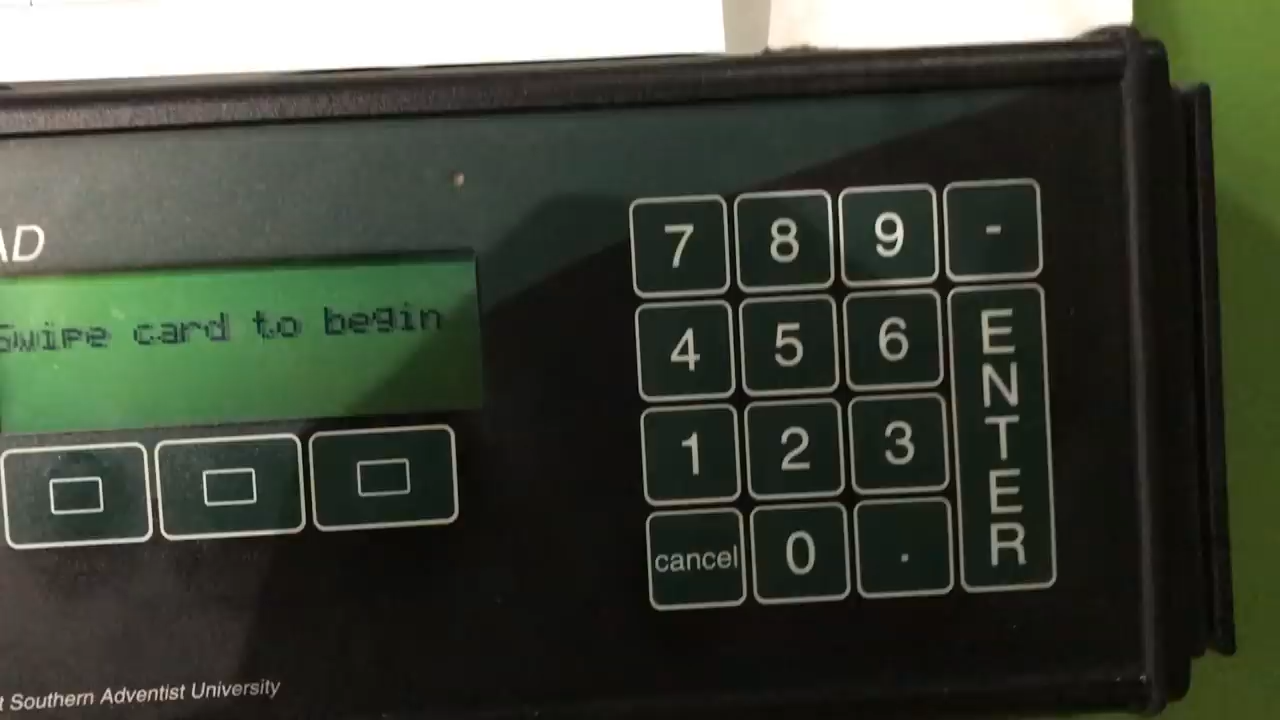 AD
Swipe card to begin
7 8 9 -
4 5 6
1 2 3
cancel 0 .
ENTER
t Southern Adventist University